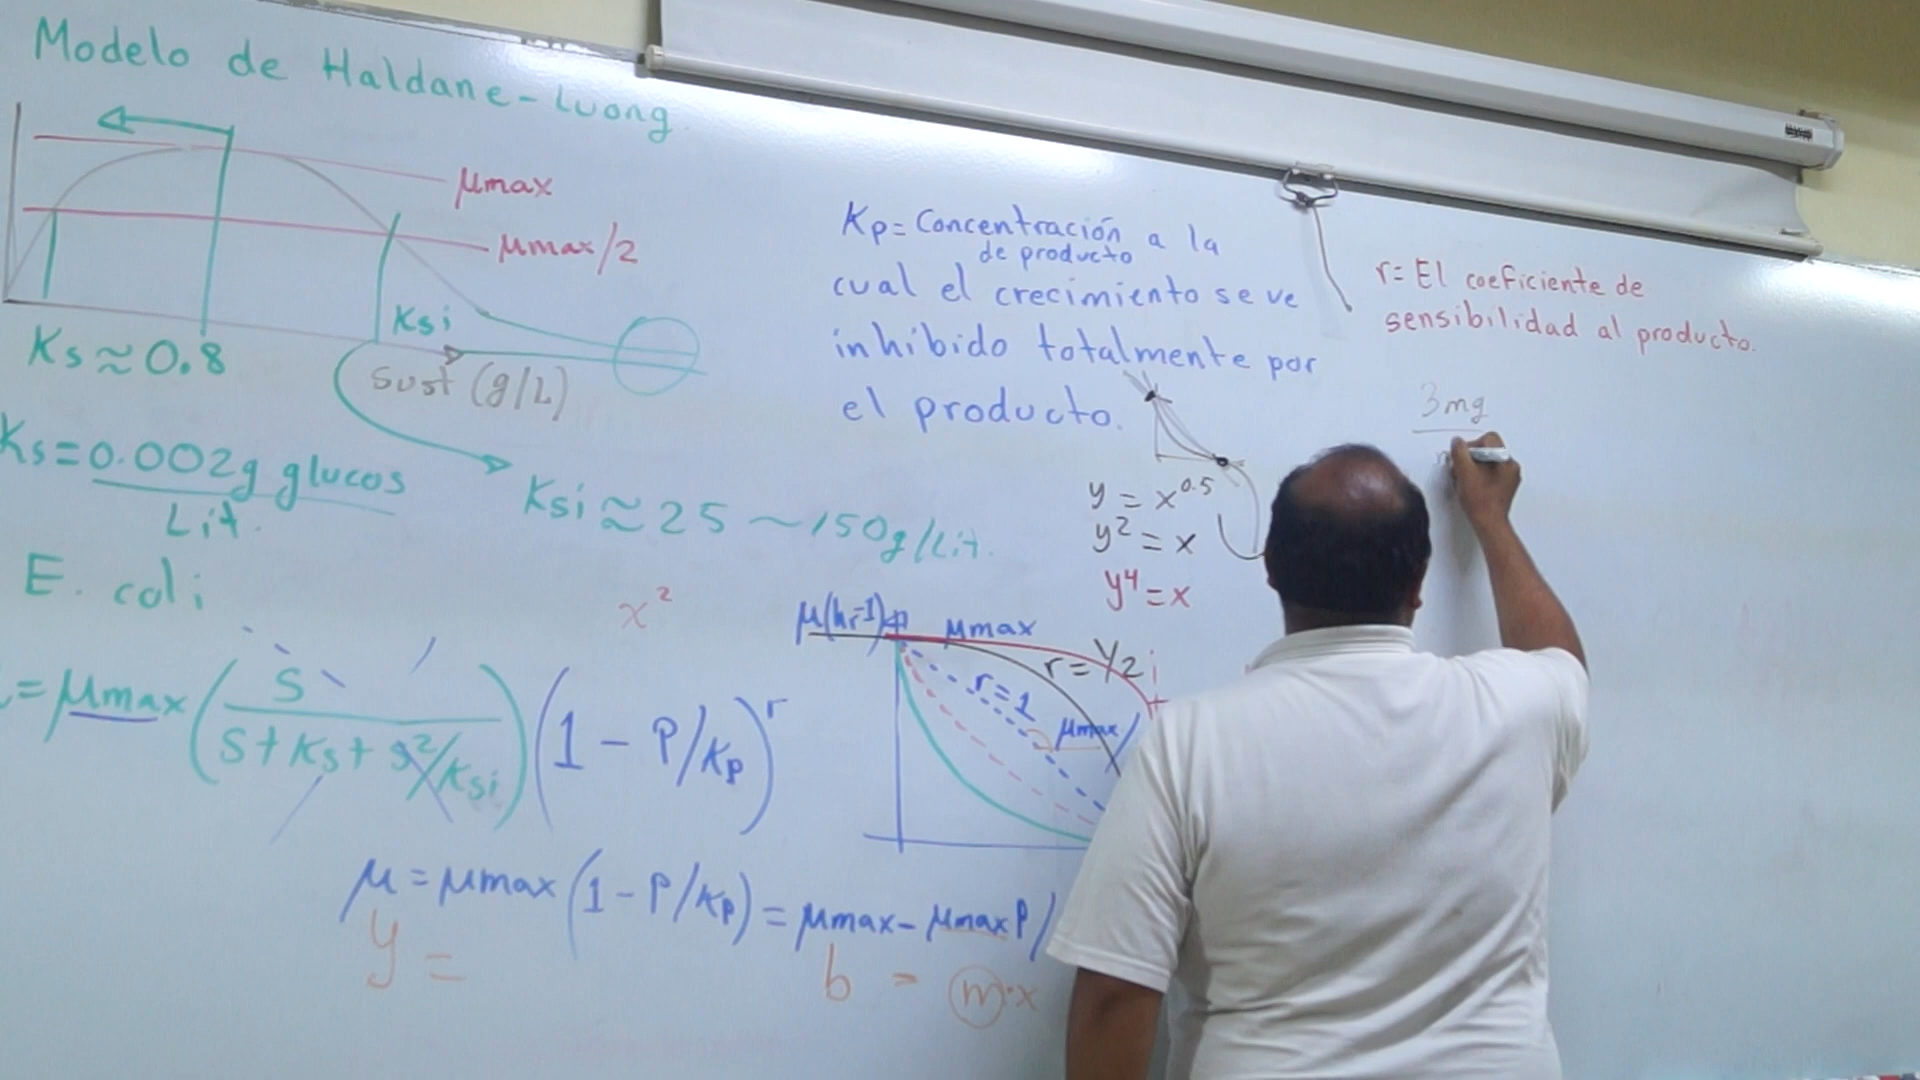 Modelo de Haldane-Luong
μmax
μmax/2
Ksi
Ks≈0.8
Sust (g/L)
Ks=0.002g glucos
Lit.
Ksi≈25~150g/Lit.
E. coli
x²
=μmax(S/(S+Ks+S²/Ksi))(1-P/Kp)^r
μ=μmax(1-P/Kp)=μmax-μmaxP/
y=
b - m·x
Kp=Concentración a la
de producto
cual el crecimiento se ve
inhibido totalmente por
el producto.
y=x^0.5
y²=x
y⁴=x
μ(hr-1)
μmax
r=1/2
r=1
μmax/
r=El coeficiente de
sensibilidad al producto.
3mg